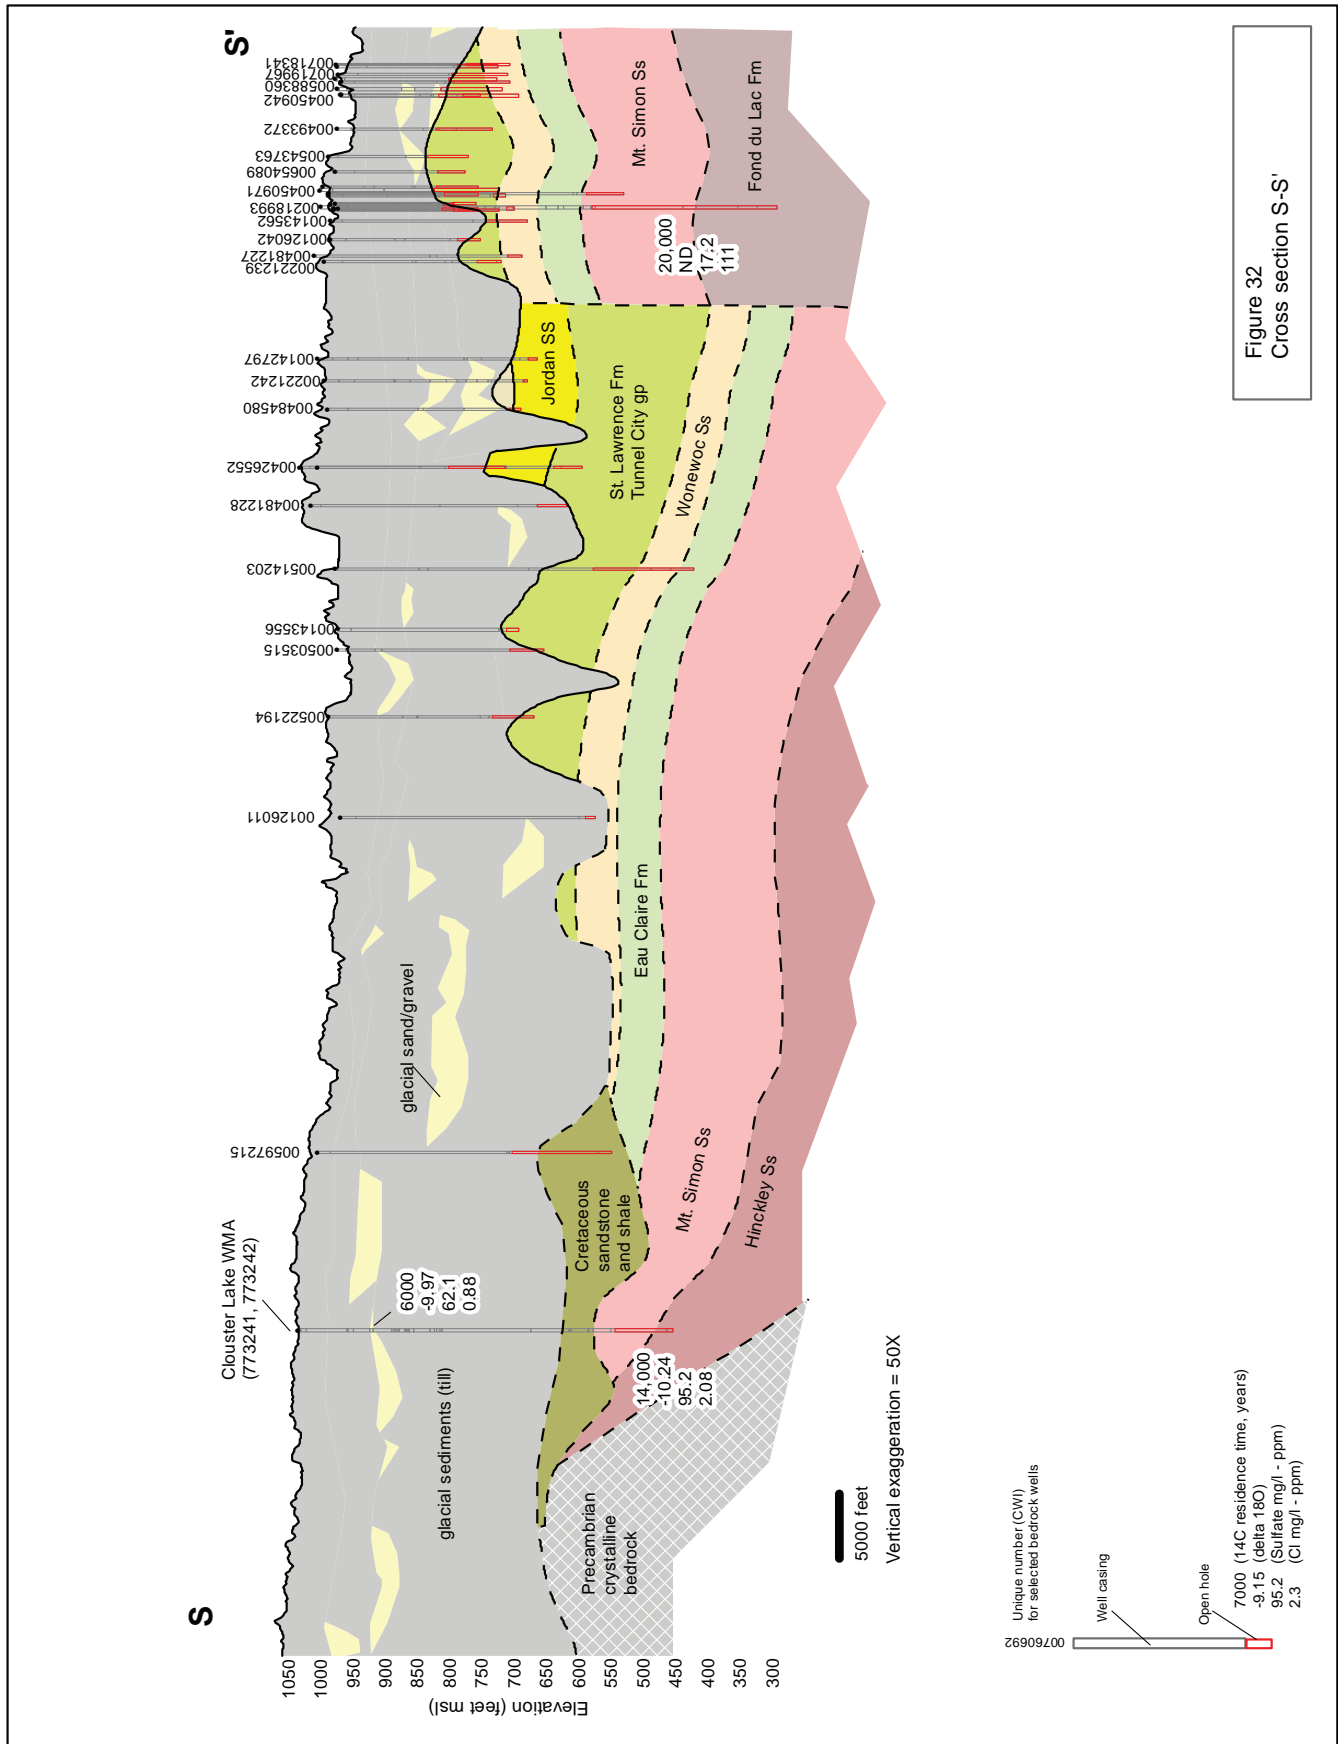 S
S'
Clouster Lake WMA
(773241, 773242)
00597215
00126011
00522194
00503515
00143556
00514203
00481228
00426552
00484580
00221242
00142797
00221239
00481227
00126042
00143562
00218993
00450971
00654089
00543763
00493372
00450942
00588360
00719967
00718341
1050
1000
950
900
850
800
750
700
650
600
550
500
450
400
350
300
Elevation (feet msl)
glacial sediments (till)
glacial sand/gravel
6000
-9.97
62.1
0.88
14,000
-10.24
95.2
2.08
20,000
ND
17.2
111
Precambrian
crystalline
bedrock
Cretaceous
sandstone
and shale
Mt. Simon Ss
Hinckley Ss
Eau Claire Fm
Wonewoc Ss
St. Lawrence Fm
Tunnel City gp
Jordan SS
Mt. Simon Ss
Fond du Lac Fm
5000 feet
Vertical exaggeration = 50X
00760692
Unique number (CWI)
for selected bedrock wells
Well casing
Open hole
7000 (14C residence time, years)
-9.15 (delta 18O)
95.2 (Sulfate mg/l - ppm)
2.3 (Cl mg/l - ppm)
Figure 32
Cross section S-S'